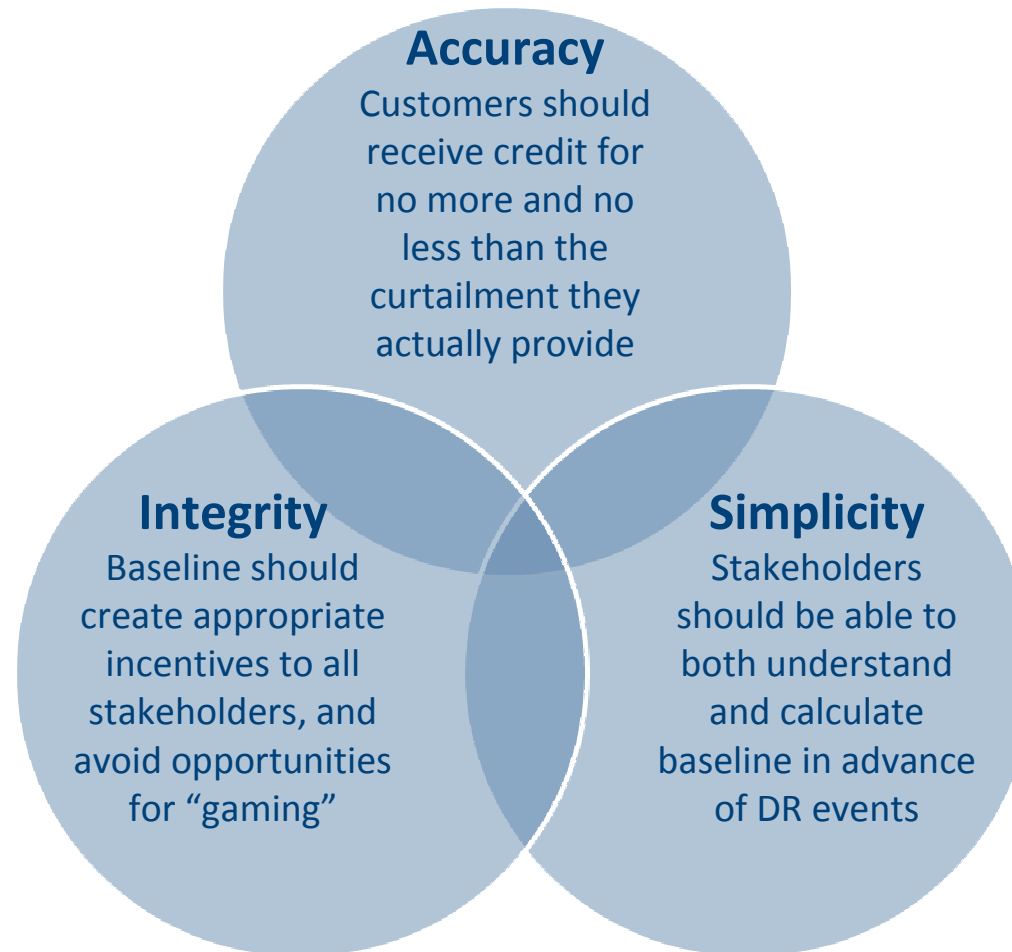 Accuracy
Customers should
receive credit for
no more and no
less than the
curtailment they
actually provide
Integrity
Baseline should
create appropriate
incentives to all
stakeholders, and
avoid opportunities
for “gaming”
Simplicity
Stakeholders
should be able to
both understand
and calculate
baseline in advance
of DR events